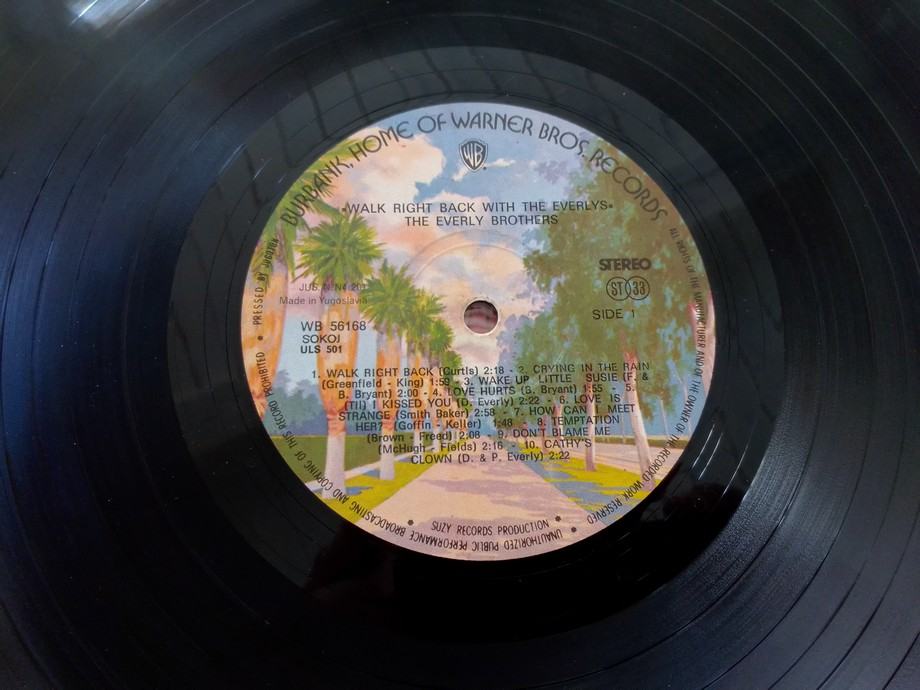 BURBANK, HOME OF WARNER BROS. RECORDS
WB
•WALK RIGHT BACK WITH THE EVERLYS•
THE EVERLY BROTHERS
STEREO
ST 33
SIDE 1
JUS. N.N4.
Made in Yugoslavia
WB 56168
SOKOJ
ULS 501
1. WALK RIGHT BACK (Curtis) 2:18 - 2. CRYING IN THE RAIN
(Greenfield - King) 1:59 - 3. WAKE UP LITTLE SUSIE (F. &
B. Bryant) 2:00 - 4. LOVE HURTS (B. Bryant) 1:55 - 5.
(Til) I KISSED YOU (D. Everly) 2:22 - 6. LOVE IS
STRANGE (Smith Baker) 2:58 - 7. HOW CAN I MEET
HER? (Goffin - Keller) 1:48 - 8. TEMPTATION
(Brown - Freed) 2:08 - 9. DON'T BLAME ME
(McHugh - Fields) 2:16 - 10. CATHY'S
CLOWN (D. & P. Everly) 2:22
SUZY RECORDS PRODUCTION
ALL RIGHTS OF THE MANUFACTURER AND OF THE OWNER OF THE RECORDED WORK RESERVED • UNAUTHORIZED PUBLIC PERFORMANCE BROADCASTING AND COPYING OF THIS RECORD PROHIBITED • PRESSED BY